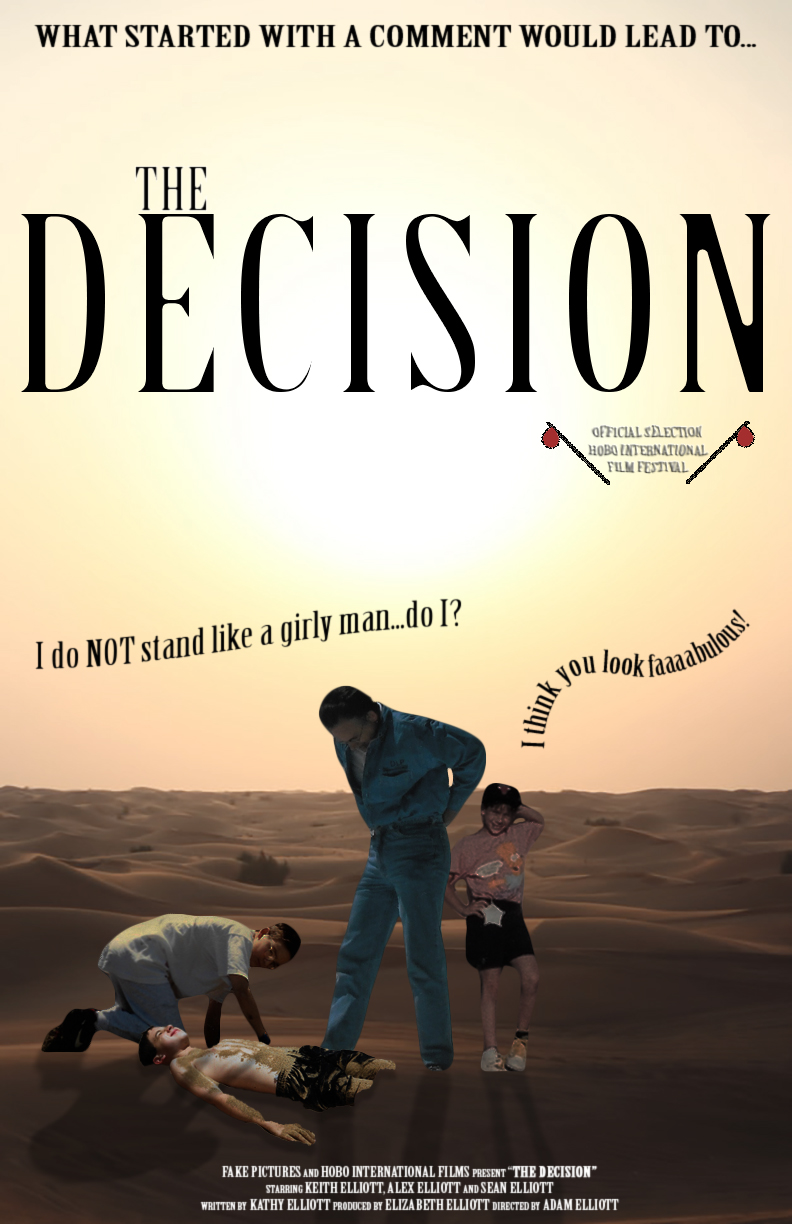 WHAT STARTED WITH A COMMENT WOULD LEAD TO...
THE
DECISION
OFFICIAL SELECTION
HOBO INTERNATIONAL
FILM FESTIVAL
I do NOT stand like a girly man...do I?
I think you look faaaabulous!
FAKE PICTURES AND HOBO INTERNATIONAL FILMS PRESENT "THE DECISION"
STARRING KEITH ELLIOTT, ALEX ELLIOTT AND SEAN ELLIOTT
WRITTEN BY KATHY ELLIOTT PRODUCED BY ELIZABETH ELLIOTT DIRECTED BY ADAM ELLIOTT